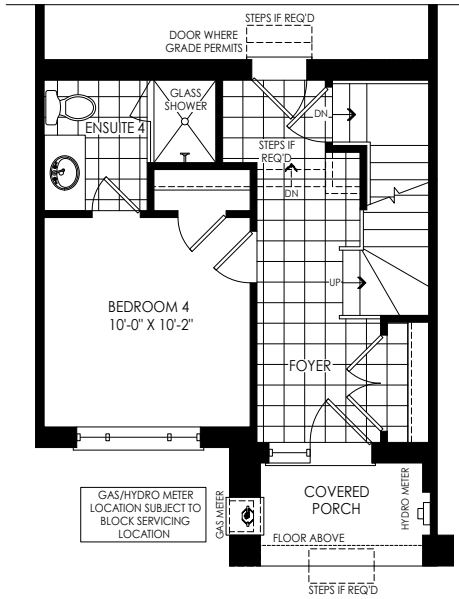 STEPS IF REQ'D
DOOR WHERE
GRADE PERMITS
GLASS
SHOWER
DN
ENSUITE 4
STEPS IF
REQ'D
DN
UP
BEDROOM 4
10'-0" X 10'-2"
FOYER
GAS/HYDRO METER
LOCATION SUBJECT TO
BLOCK SERVICING
LOCATION
GAS METER
COVERED
PORCH
HYDRO METER
FLOOR ABOVE
STEPS IF REQ'D